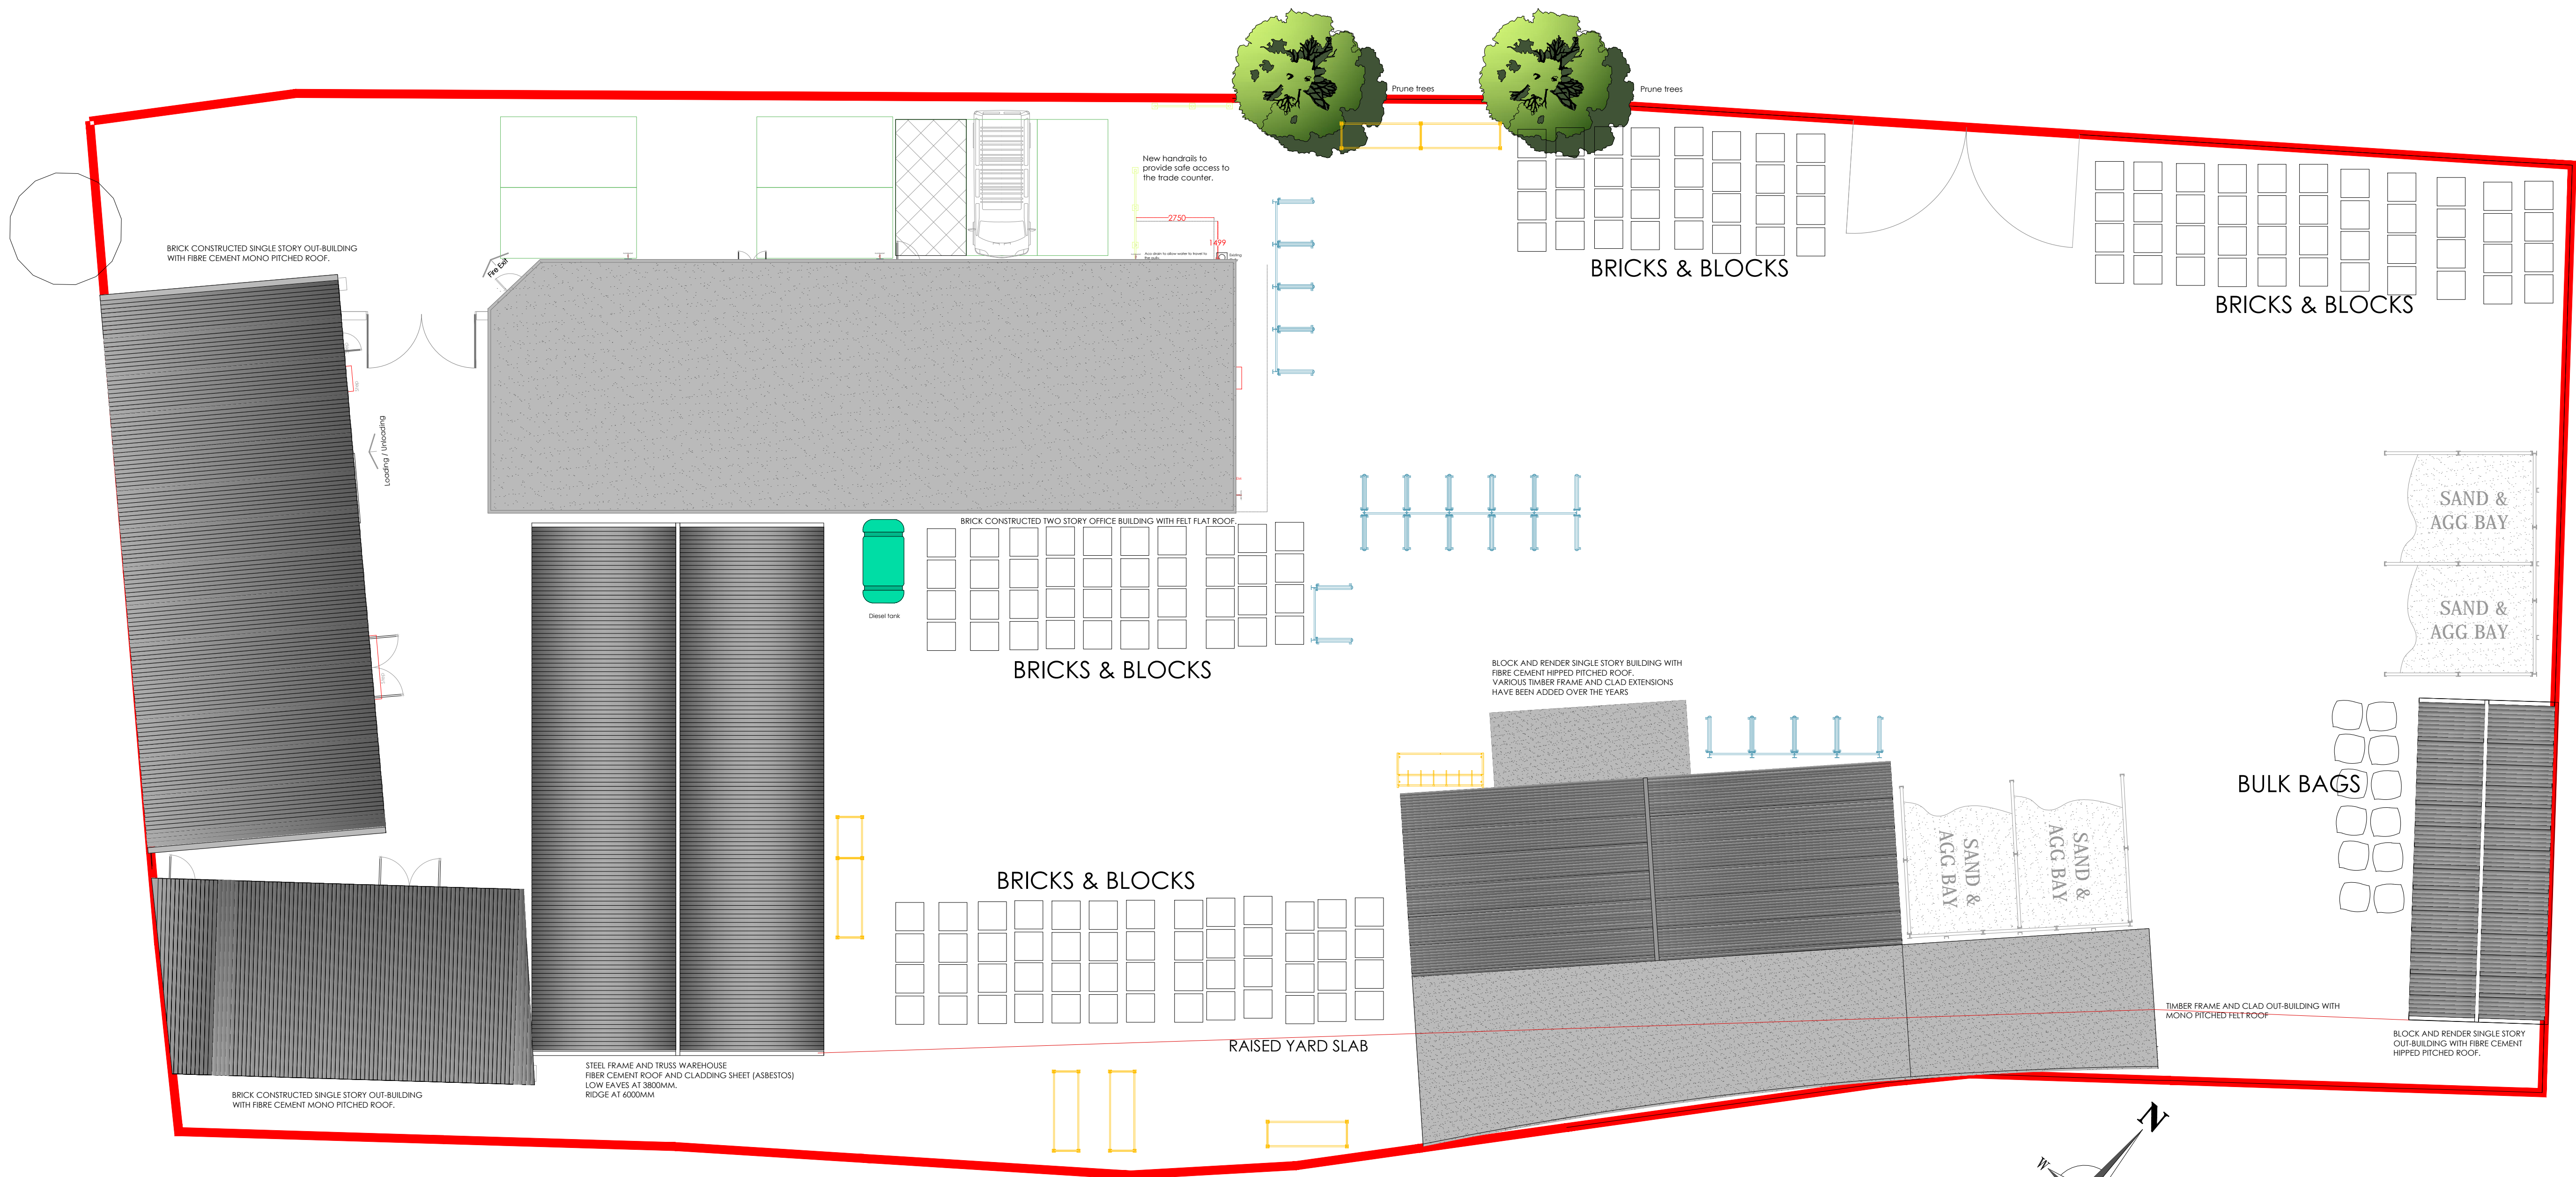 Prune trees
Prune trees
New handrails to
provide safe access to
the trade counter.
2750
1499
BRICK CONSTRUCTED SINGLE STORY OUT-BUILDING
WITH FIBRE CEMENT MONO PITCHED ROOF.
Fire Exit
Loading / Unloading
BRICKS & BLOCKS
BRICKS & BLOCKS
SAND &
AGG BAY
SAND &
AGG BAY
BRICK CONSTRUCTED TWO STORY OFFICE BUILDING WITH FELT FLAT ROOF.
Diesel tank
BRICKS & BLOCKS
BLOCK AND RENDER SINGLE STORY BUILDING WITH
FIBRE CEMENT HIPPED PITCHED ROOF.
VARIOUS TIMBER FRAME AND CLAD EXTENSIONS
HAVE BEEN ADDED OVER THE YEARS
BULK BAGS
SAND &
AGG BAY
SAND &
AGG BAY
BRICKS & BLOCKS
RAISED YARD SLAB
TIMBER FRAME AND CLAD OUT-BUILDING WITH
MONO PITCHED FELT ROOF
BLOCK AND RENDER SINGLE STORY
OUT-BUILDING WITH FIBRE CEMENT
HIPPED PITCHED ROOF.
STEEL FRAME AND TRUSS WAREHOUSE
FIBER CEMENT ROOF AND CLADDING SHEET (ASBESTOS)
LOW EAVES AT 3800MM.
RIDGE AT 6000MM
BRICK CONSTRUCTED SINGLE STORY OUT-BUILDING
WITH FIBRE CEMENT MONO PITCHED ROOF.
N
W